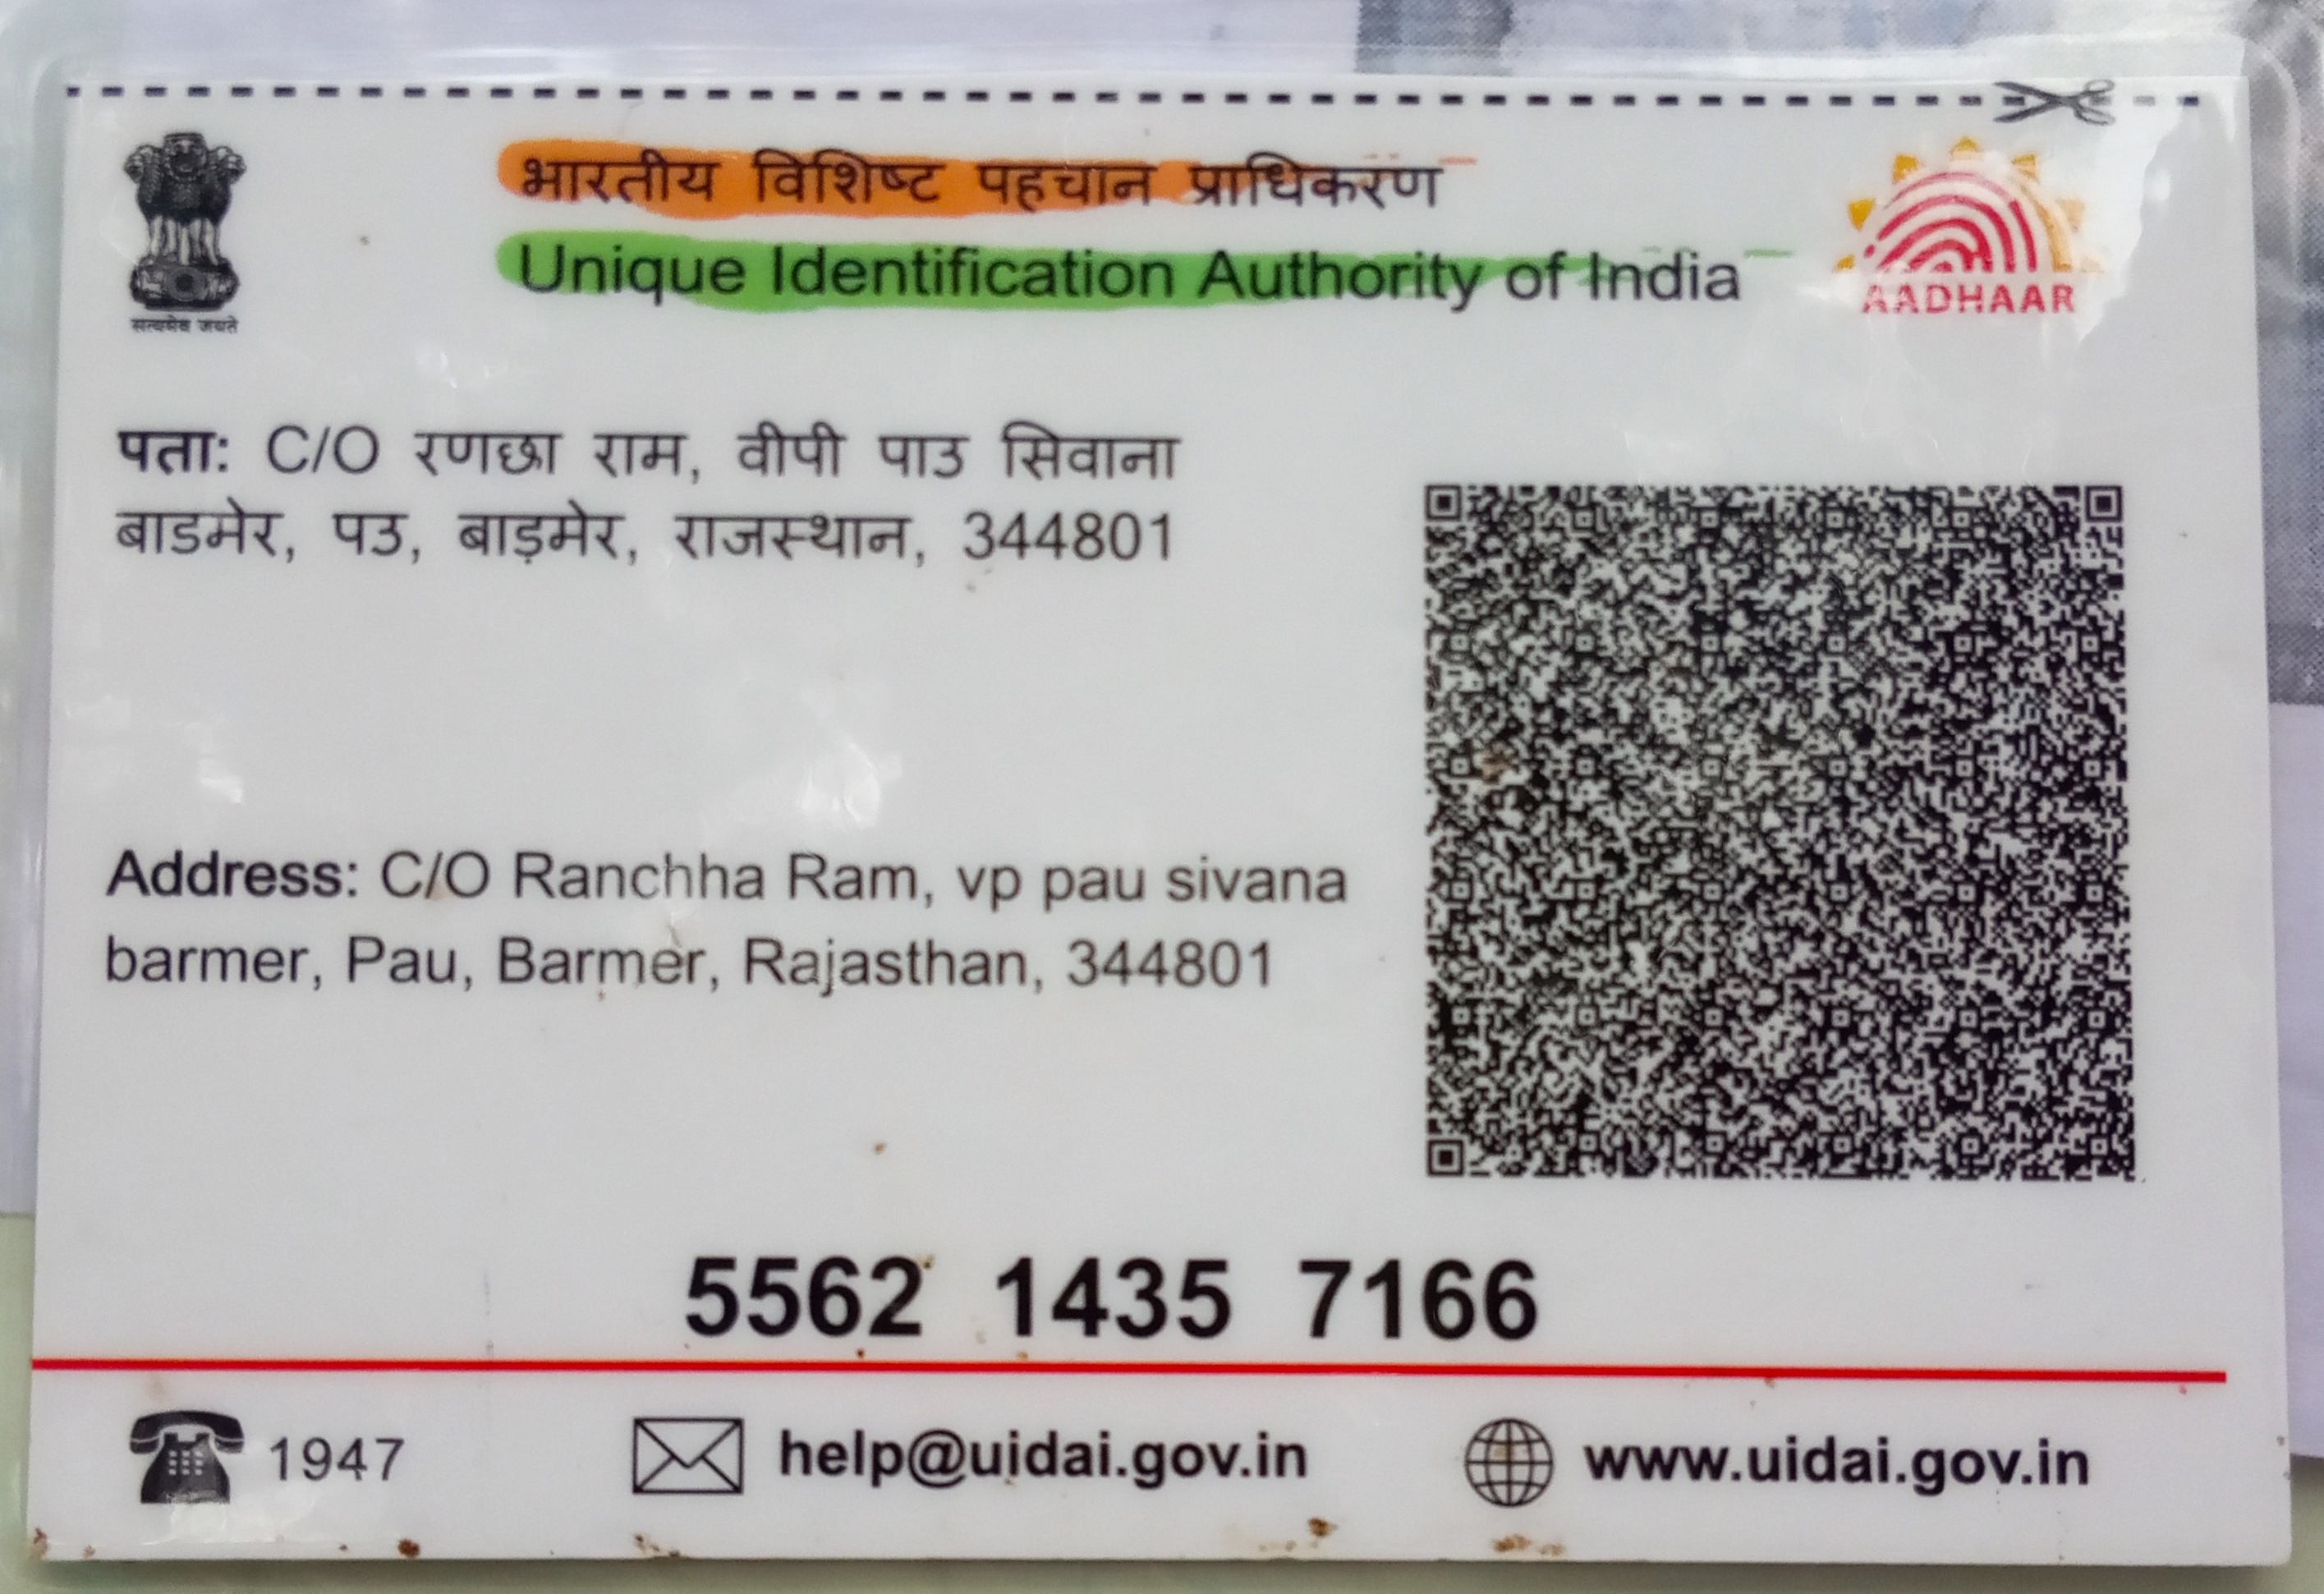 भारतीय विशिष्ट पहचान प्राधिकरण
Unique Identification Authority of India
सत्यमेव जयते
AADHAAR
पता: C/O रणछा राम, वीपी पाउ सिवाना
बाडमेर, पउ, बाड़मेर, राजस्थान, 344801
Address: C/O Ranchha Ram, vp pau sivana
barmer, Pau, Barmer, Rajasthan, 344801
5562 1435 7166
1947
help@uidai.gov.in
www.uidai.gov.in